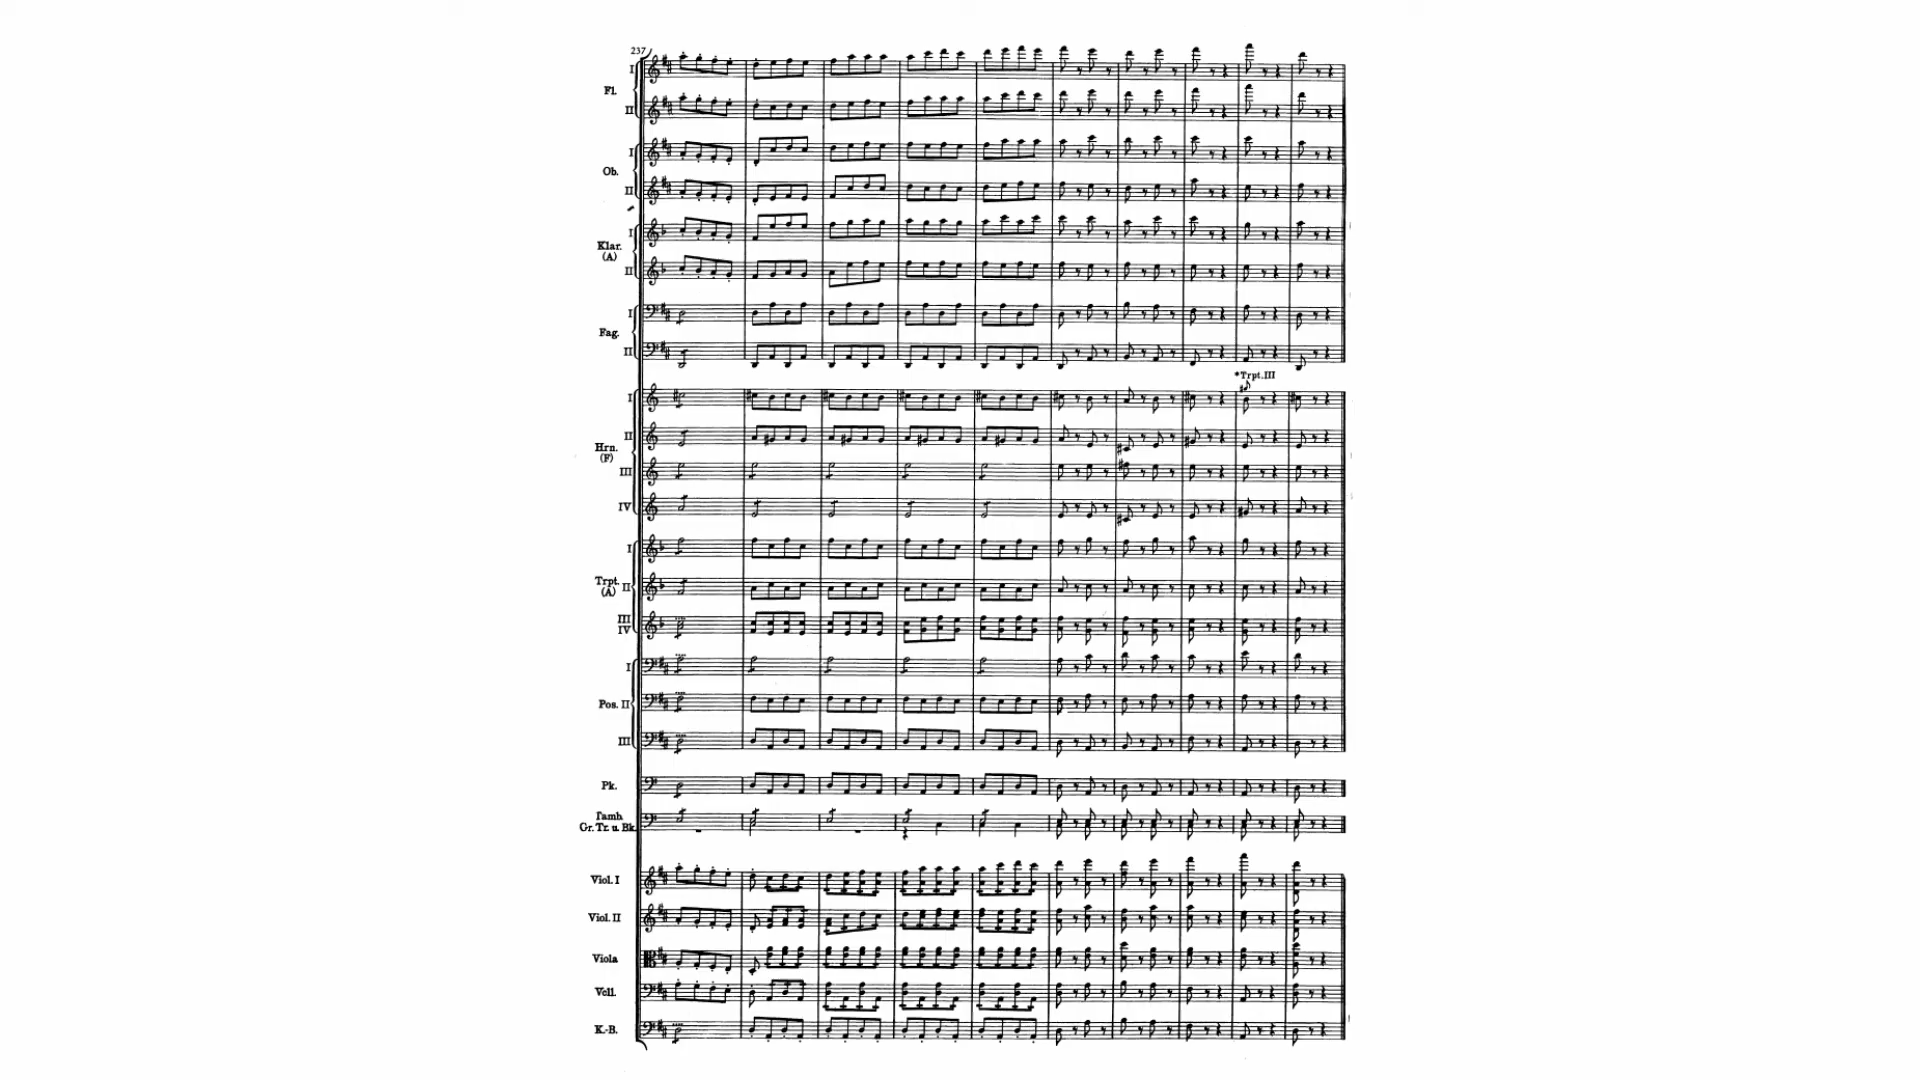 237
I
Fl.
II
I
Ob.
II
I
Klar.
(A)
II
I
Fag.
II
*Trpt. III
I
II
Hrn.
(F)
III
IV
I
Trpt. II
(A)
III
IV
I
Pos. II
III
Pk.
Tamb.
Gr. Tr. u. Bk.
Viol. I
Viol. II
Viola
Vcll.
K.-B.